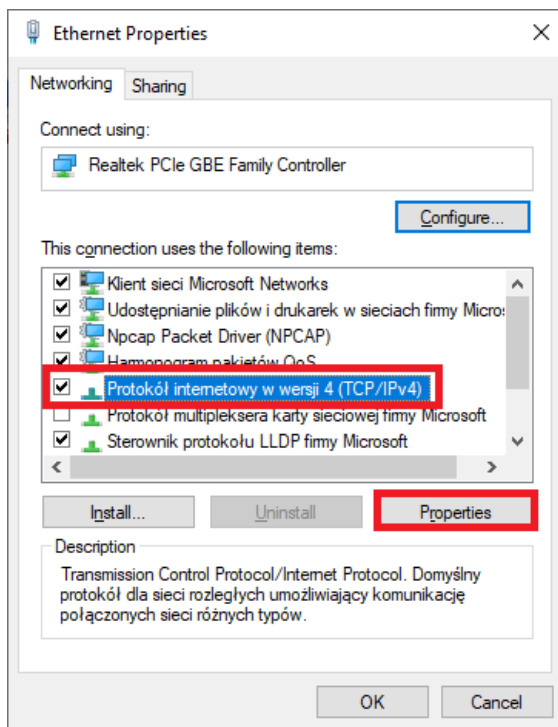 Ethernet Properties
Networking
Sharing
Connect using:
Realtek PCIe GBE Family Controller
Configure...
This connection uses the following items:
Klient sieci Microsoft Networks
Udostępnianie plików i drukarek w sieciach firmy Micros
Npcap Packet Driver (NPCAP)
Harmonogram pakietów QoS
Protokół internetowy w wersji 4 (TCP/IPv4)
Protokół multipleksera karty sieciowej firmy Microsoft
Sterownik protokołu LLDP firmy Microsoft
Install...
Uninstall
Properties
Description
Transmission Control Protocol/Internet Protocol. Domyślny
protokół dla sieci rozległych umożliwiający komunikację
połączonych sieci różnych typów.
OK
Cancel